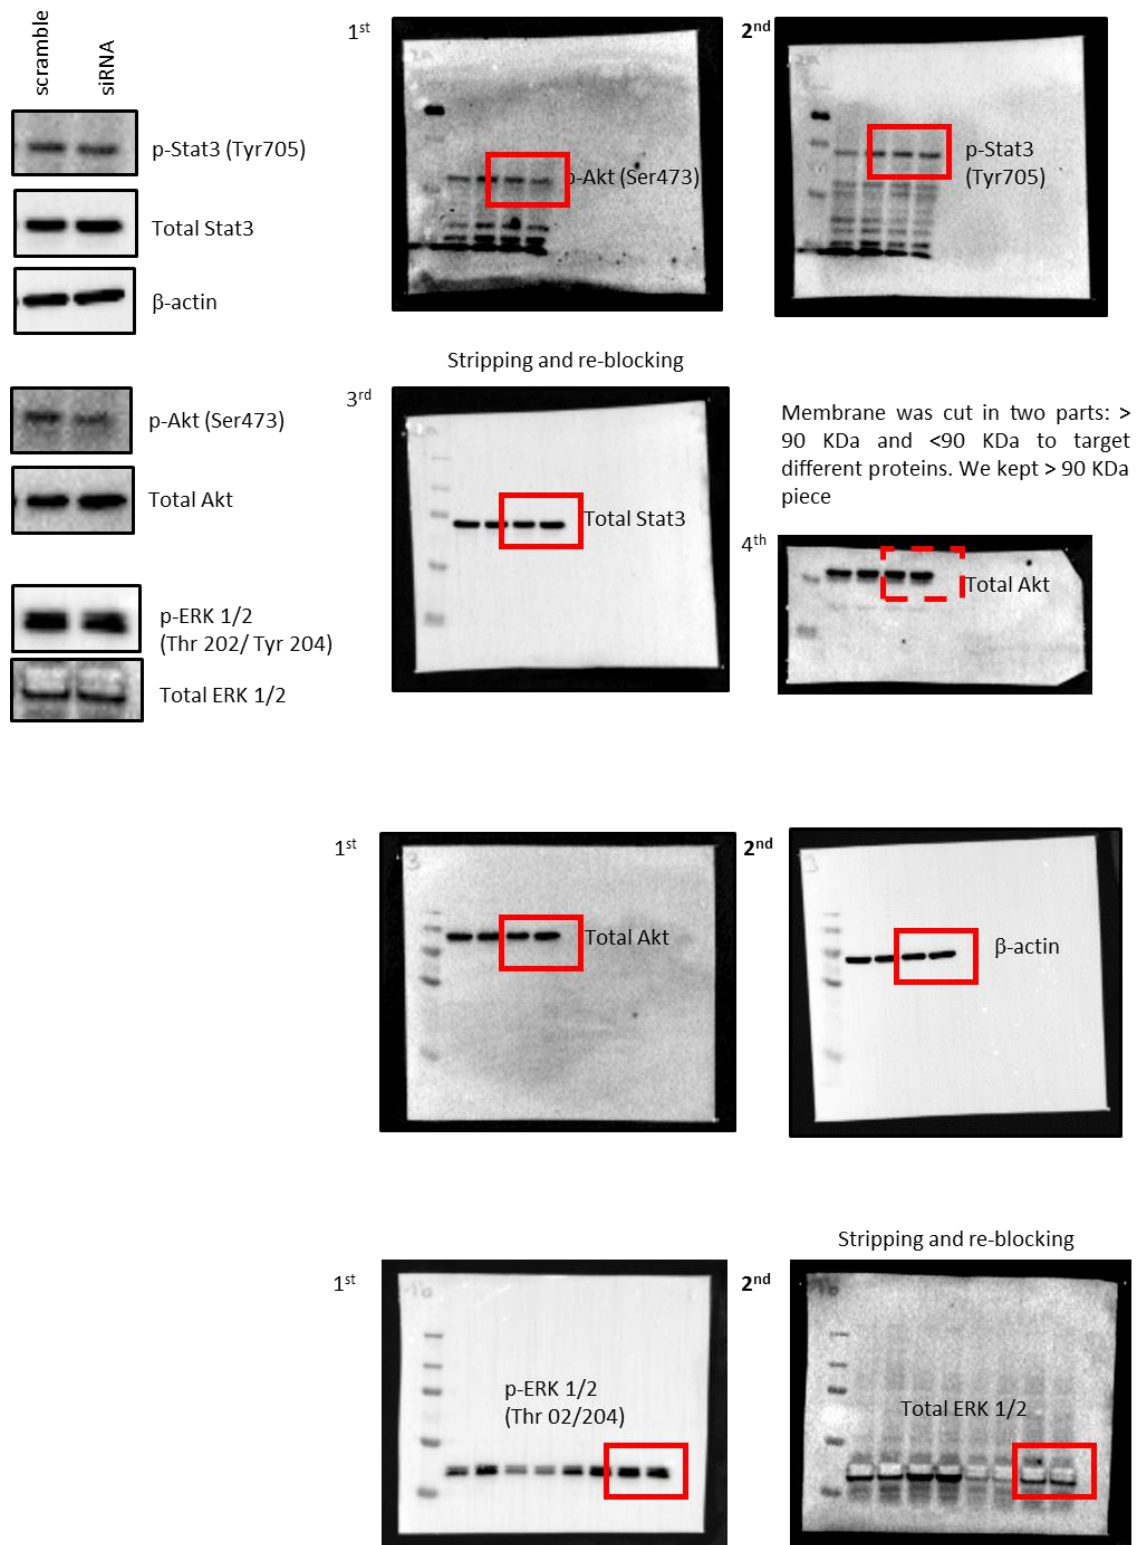 scramble
siRNA
p-Stat3 (Tyr705)
Total Stat3
β-actin
p-Akt (Ser473)
Total Akt
p-ERK 1/2
(Thr 202/ Tyr 204)
Total ERK 1/2
1st
p-Akt (Ser473)
2nd
p-Stat3
(Tyr705)
Stripping and re-blocking
3rd
Total Stat3
Membrane was cut in two parts: >
90 KDa and <90 KDa to target
different proteins. We kept > 90 KDa
piece
4th
Total Akt
1st
3
Total Akt
2nd
3
β-actin
1st
p-ERK 1/2
(Thr 02/204)
Stripping and re-blocking
2nd
Total ERK 1/2